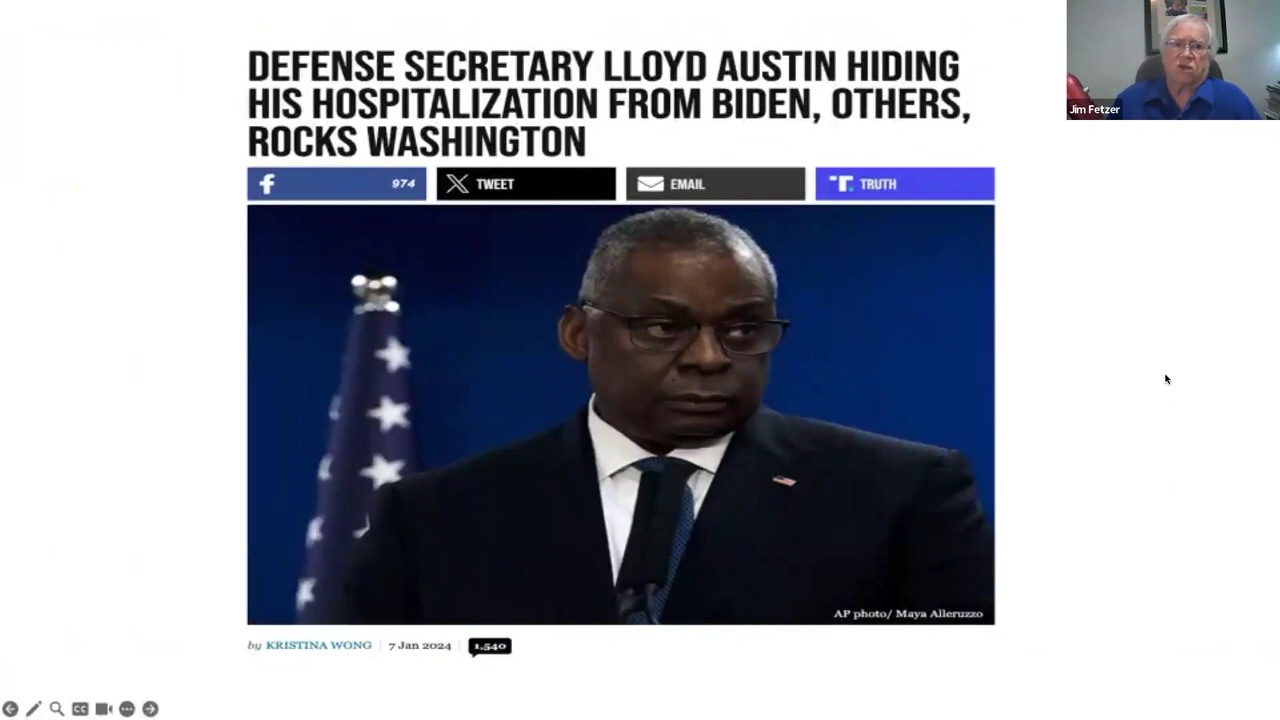 DEFENSE SECRETARY LLOYD AUSTIN HIDING
HIS HOSPITALIZATION FROM BIDEN, OTHERS,
ROCKS WASHINGTON
974
TWEET
EMAIL
TRUTH
Jim Fetzer
AP photo/ Maya Alleruzzo
by KRISTINA WONG | 7 Jan 2024 | 1,540
CC